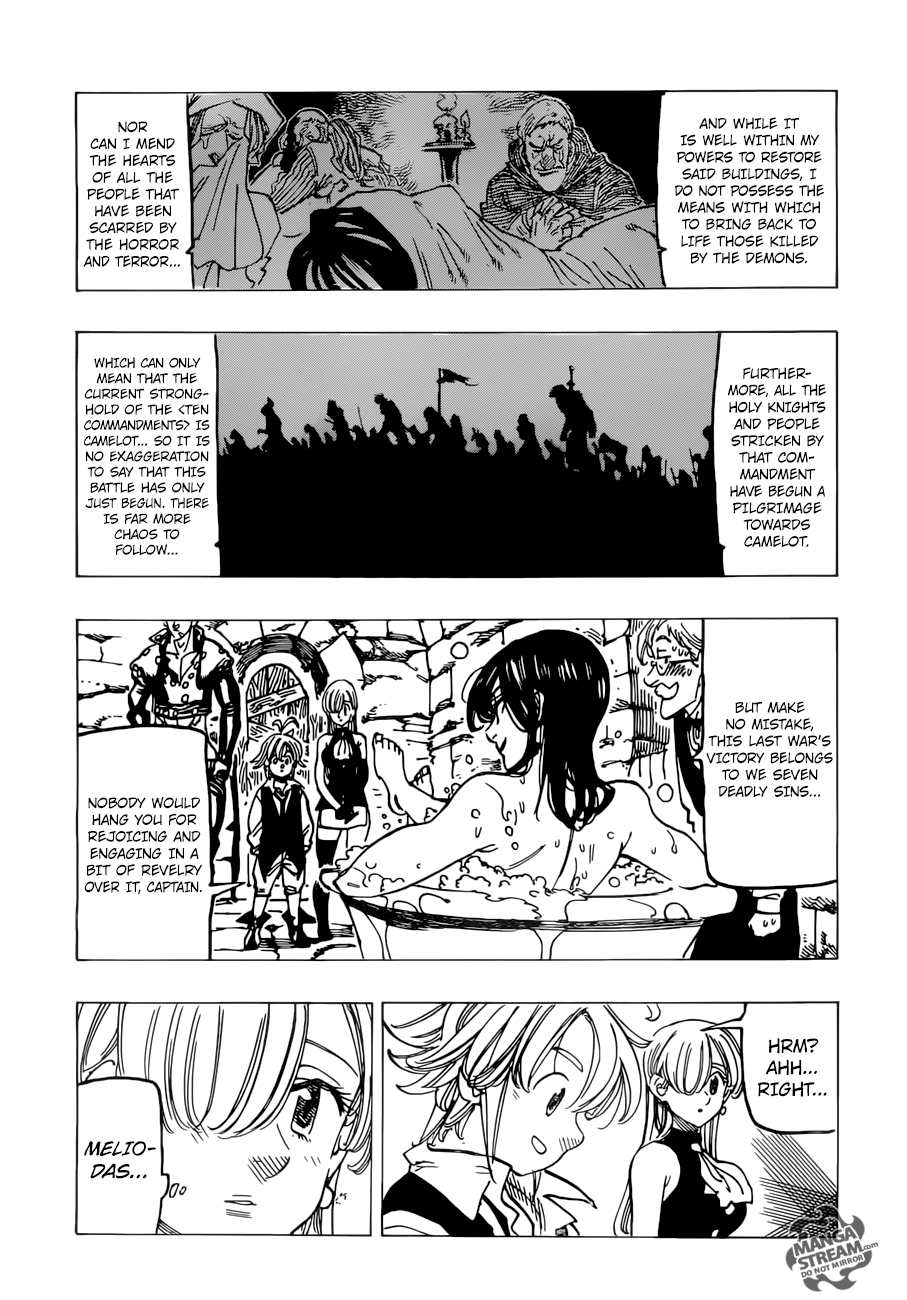 AND WHILE IT
IS WELL WITHIN MY
POWERS TO RESTORE
SAID BUILDINGS, I
DO NOT POSSESS THE
MEANS WITH WHICH
TO BRING BACK TO
LIFE THOSE KILLED
BY THE DEMONS.
NOR
CAN I MEND
THE HEARTS
OF ALL THE
PEOPLE THAT
HAVE BEEN
SCARRED BY
THE HORROR
AND TERROR...
FURTHER-
MORE, ALL THE
HOLY KNIGHTS
AND PEOPLE
STRICKEN BY
THAT COM-
MANDMENT
HAVE BEGUN A
PILGRIMAGE
TOWARDS
CAMELOT.
WHICH CAN ONLY
MEAN THAT THE
CURRENT STRONG-
HOLD OF THE <TEN
COMMANDMENTS> IS
CAMELOT... SO IT IS
NO EXAGGERATION
TO SAY THAT THIS
BATTLE HAS ONLY
JUST BEGUN. THERE
IS FAR MORE
CHAOS TO
FOLLOW...
BUT MAKE
NO MISTAKE,
THIS LAST WAR'S
VICTORY BELONGS
TO WE SEVEN
DEADLY SINS...
NOBODY WOULD
HANG YOU FOR
REJOICING AND
ENGAGING IN A
BIT OF REVELRY
OVER IT, CAPTAIN.
HRM?
AHH...
RIGHT...
MELIO-
DAS...
MANGA
STREAM.com
DO NOT MIRROR